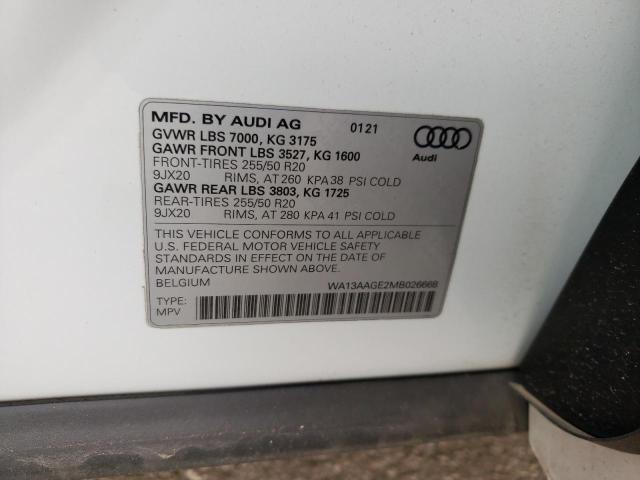 MFD. BY AUDI AG 0121
GVWR LBS 7000, KG 3175
GAWR FRONT LBS 3527, KG 1600
FRONT-TIRES 255/50 R20
9JX20 RIMS, AT 260 KPA 38 PSI COLD
GAWR REAR LBS 3803, KG 1725
REAR-TIRES 255/50 R20
9JX20 RIMS, AT 280 KPA 41 PSI COLD
Audi
THIS VEHICLE CONFORMS TO ALL APPLICABLE
U.S. FEDERAL MOTOR VEHICLE SAFETY
STANDARDS IN EFFECT ON THE DATE OF
MANUFACTURE SHOWN ABOVE.
BELGIUM WA13AAGE2MB026668
TYPE:
MPV